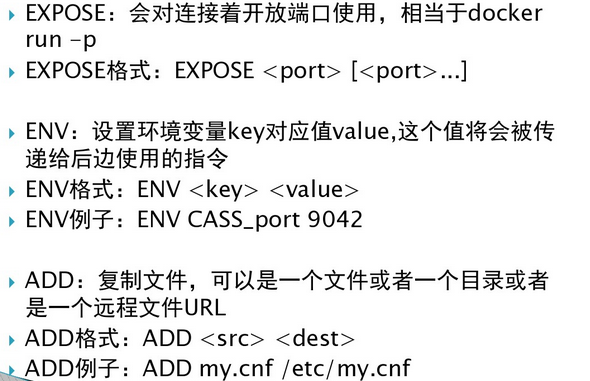 EXPOSE：会对连接着开放端口使用，相当于docker
run -p
EXPOSE格式：EXPOSE <port> [<port>...]
ENV：设置环境变量key对应值value,这个值将会被传
递给后边使用的指令
ENV格式：ENV <key> <value>
ENV例子：ENV CASS_port 9042
ADD：复制文件，可以是一个文件或者一个目录或者
是一个远程文件URL
ADD格式：ADD <src> <dest>
ADD例子：ADD my.cnf /etc/my.cnf